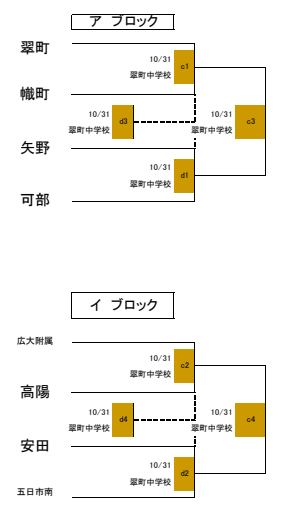 ア ブロック
翠町
10/31
翠町中学校
c1
幟町
10/31
翠町中学校
d3
10/31
翠町中学校
c3
矢野
10/31
翠町中学校
d1
可部
イ ブロック
広大附属
10/31
翠町中学校
c2
高陽
10/31
翠町中学校
d4
10/31
翠町中学校
c4
安田
10/31
翠町中学校
d2
五日市南